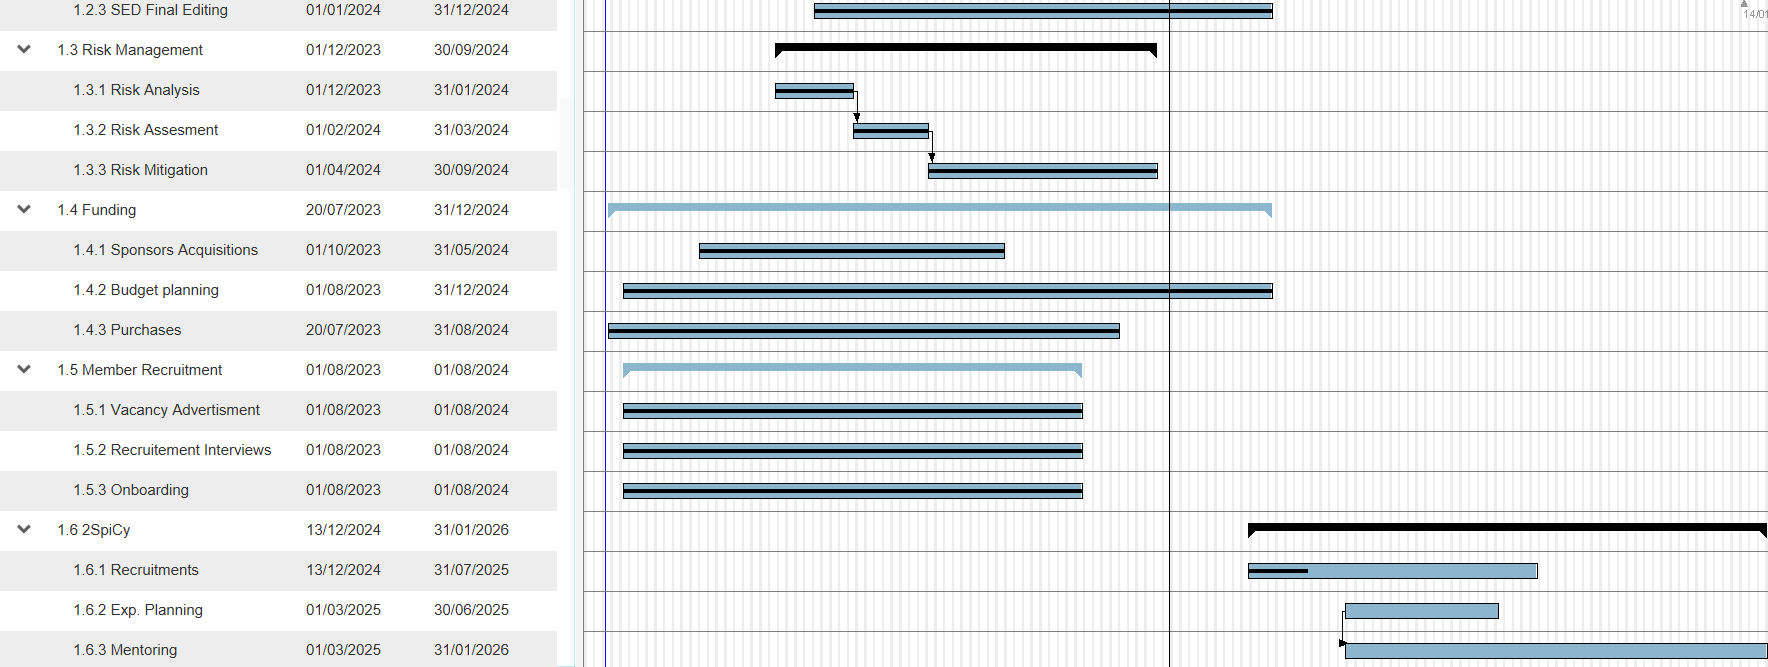 1.2.3 SED Final Editing 01/01/2024 31/12/2024
14/01
1.3 Risk Management 01/12/2023 30/09/2024
1.3.1 Risk Analysis 01/12/2023 31/01/2024
1.3.2 Risk Assesment 01/02/2024 31/03/2024
1.3.3 Risk Mitigation 01/04/2024 30/09/2024
1.4 Funding 20/07/2023 31/12/2024
1.4.1 Sponsors Acquisitions 01/10/2023 31/05/2024
1.4.2 Budget planning 01/08/2023 31/12/2024
1.4.3 Purchases 20/07/2023 31/08/2024
1.5 Member Recruitment 01/08/2023 01/08/2024
1.5.1 Vacancy Advertisment 01/08/2023 01/08/2024
1.5.2 Recruitement Interviews 01/08/2023 01/08/2024
1.5.3 Onboarding 01/08/2023 01/08/2024
1.6 2SpiCy 13/12/2024 31/01/2026
1.6.1 Recruitments 13/12/2024 31/07/2025
1.6.2 Exp. Planning 01/03/2025 30/06/2025
1.6.3 Mentoring 01/03/2025 31/01/2026